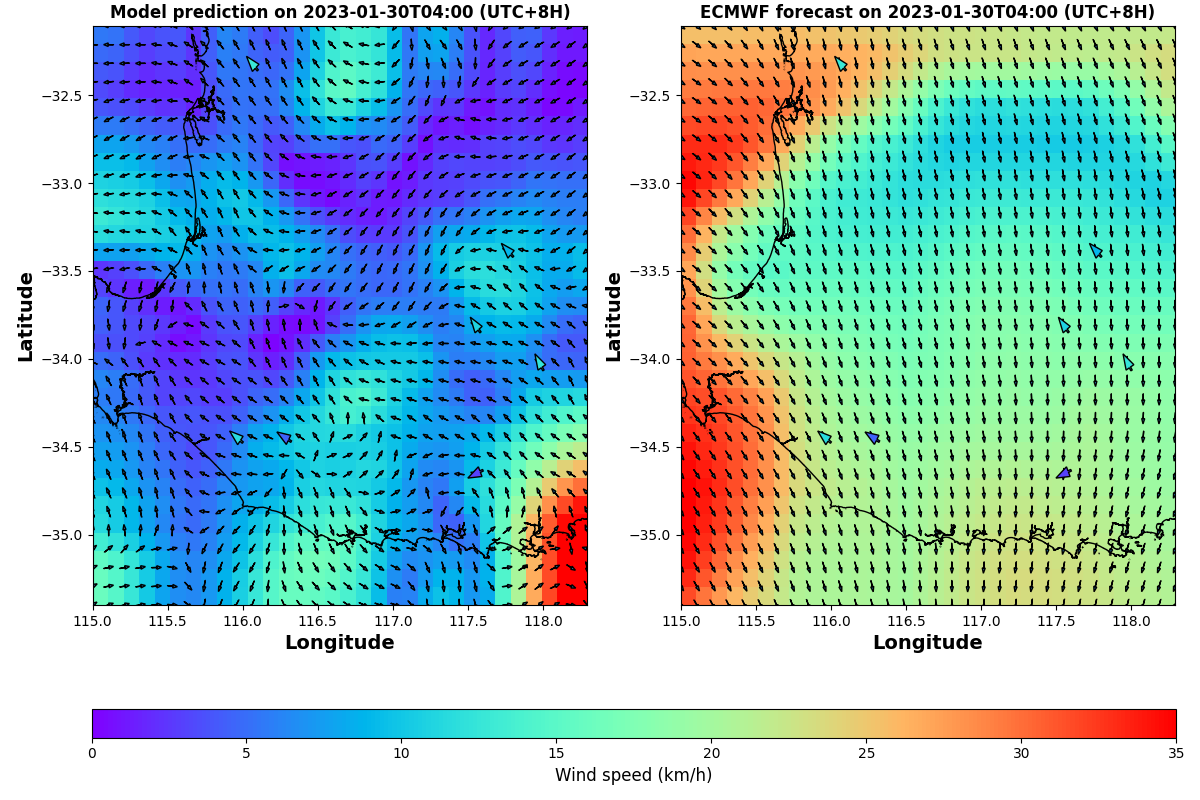 Model prediction on 2023-01-30T04:00 (UTC+8H)
ECMWF forecast on 2023-01-30T04:00 (UTC+8H)
Latitude
−32.5
−33.0
−33.5
−34.0
−34.5
−35.0
115.0 115.5 116.0 116.5 117.0 117.5 118.0
Longitude
Latitude
−32.5
−33.0
−33.5
−34.0
−34.5
−35.0
115.0 115.5 116.0 116.5 117.0 117.5 118.0
Longitude
0 5 10 15 20 25 30 35
Wind speed (km/h)